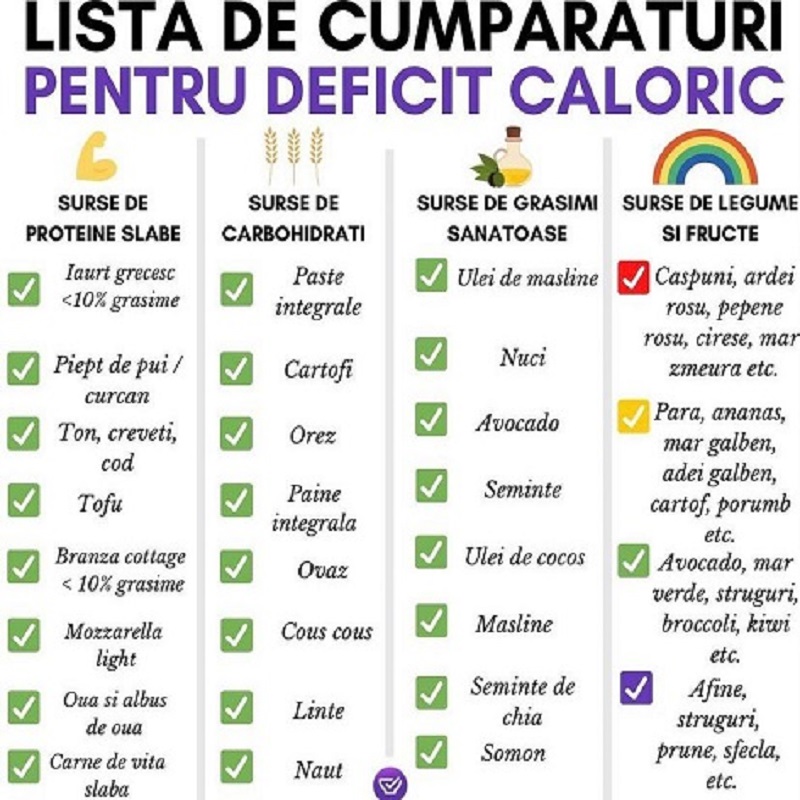 LISTA DE CUMPARATURI
PENTRU DEFICIT CALORIC
SURSE DE
PROTEINE SLABE
Iaurt grecesc
<10% grasime
Piept de pui /
curcan
Ton, creveti,
cod
Tofu
Branza cottage
< 10% grasime
Mozzarella
light
Oua si albus
de oua
Carne de vita
slaba
SURSE DE
CARBOHIDRATI
Paste
integrale
Cartofi
Orez
Paine
integrala
Ovaz
Cous cous
Linte
Naut
SURSE DE GRASIMI
SANATOASE
Ulei de masline
Nuci
Avocado
Seminte
Ulei de cocos
Masline
Seminte de
chia
Somon
SURSE DE LEGUME
SI FRUCTE
Caspuni, ardei
rosu, pepene
rosu, cirese, mar
zmeura etc.
Para, ananas,
mar galben,
adei galben,
cartof, porumb
etc.
Avocado, mar
verde, struguri,
broccoli, kiwi
etc.
Afine,
struguri,
prune, sfecla,
etc.